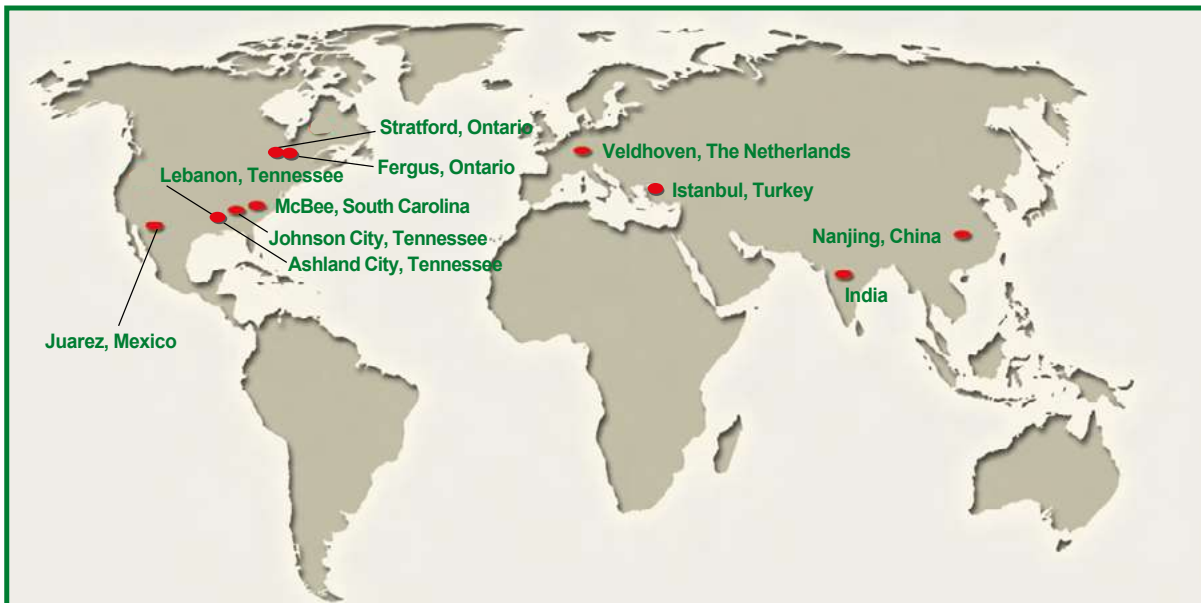 Stratford, Ontario
Fergus, Ontario
Lebanon, Tennessee
McBee, South Carolina
Johnson City, Tennessee
Ashland City, Tennessee
Juarez, Mexico
Veldhoven, The Netherlands
Istanbul, Turkey
Nanjing, China
India